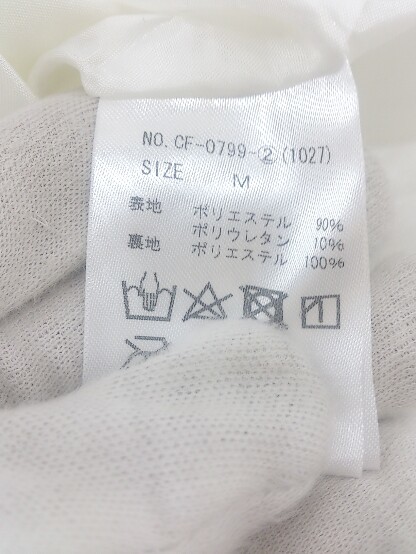 NO. CF-0799-②(1027)
SIZE M
表地 ポリエステル 90%
ポリウレタン 10%
裏地 ポリエステル 100%